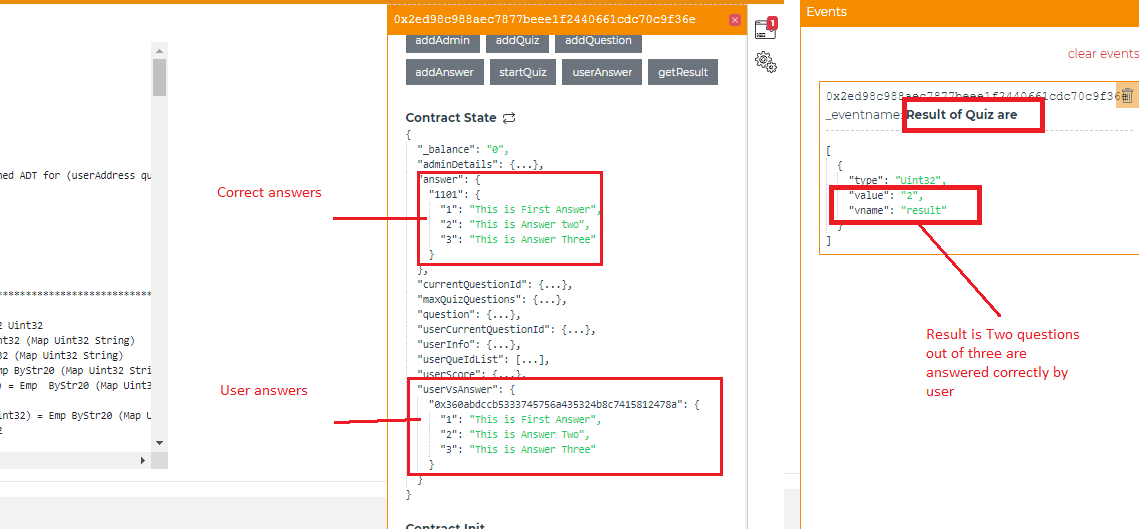 ned ADT for (userAddress qu
****************************
2 Uint32
nt32 (Map Uint32 String)
32 (Map Uint32 String)
mp ByStr20 (Map Uint32 Stri
) = Emp  ByStr20 (Map Uint3
int32) = Emp ByStr20 (Map U
2
Correct answers
User answers
0x2ed98c988aec7877beee1f2440661cdc70c9f36e
addAdmin
addQuiz
addQuestion
addAnswer
startQuiz
userAnswer
getResult
Contract State
{
"_balance": "0",
"adminDetails": {...},
"answer": {
"1101": {
"1": "This is First Answer",
"2": "This is Answer two",
"3": "This is Answer Three"
}
},
"currentQuestionId": {...},
"maxQuizQuestions": {...},
"question": {...},
"userCurrentQuestionId": {...},
"userInfo": {...},
"userQueIdList": [...],
"userScore": {...},
"userVsAnswer": {
"0x360abdccb5333745756a435324b8c7415812478a": {
"1": "This is First Answer",
"2": "This is Answer Two",
"3": "This is Answer Three"
}
}
}
Contract Init
1
Events
clear events
0x2ed98c988aec7877beee1f2440661cdc70c9f36e
_eventname: Result of Quiz are
[
{
"type": "Uint32",
"value": "2",
"vname": "result"
}
]
Result is Two questions
out of three are
answered correctly by
user